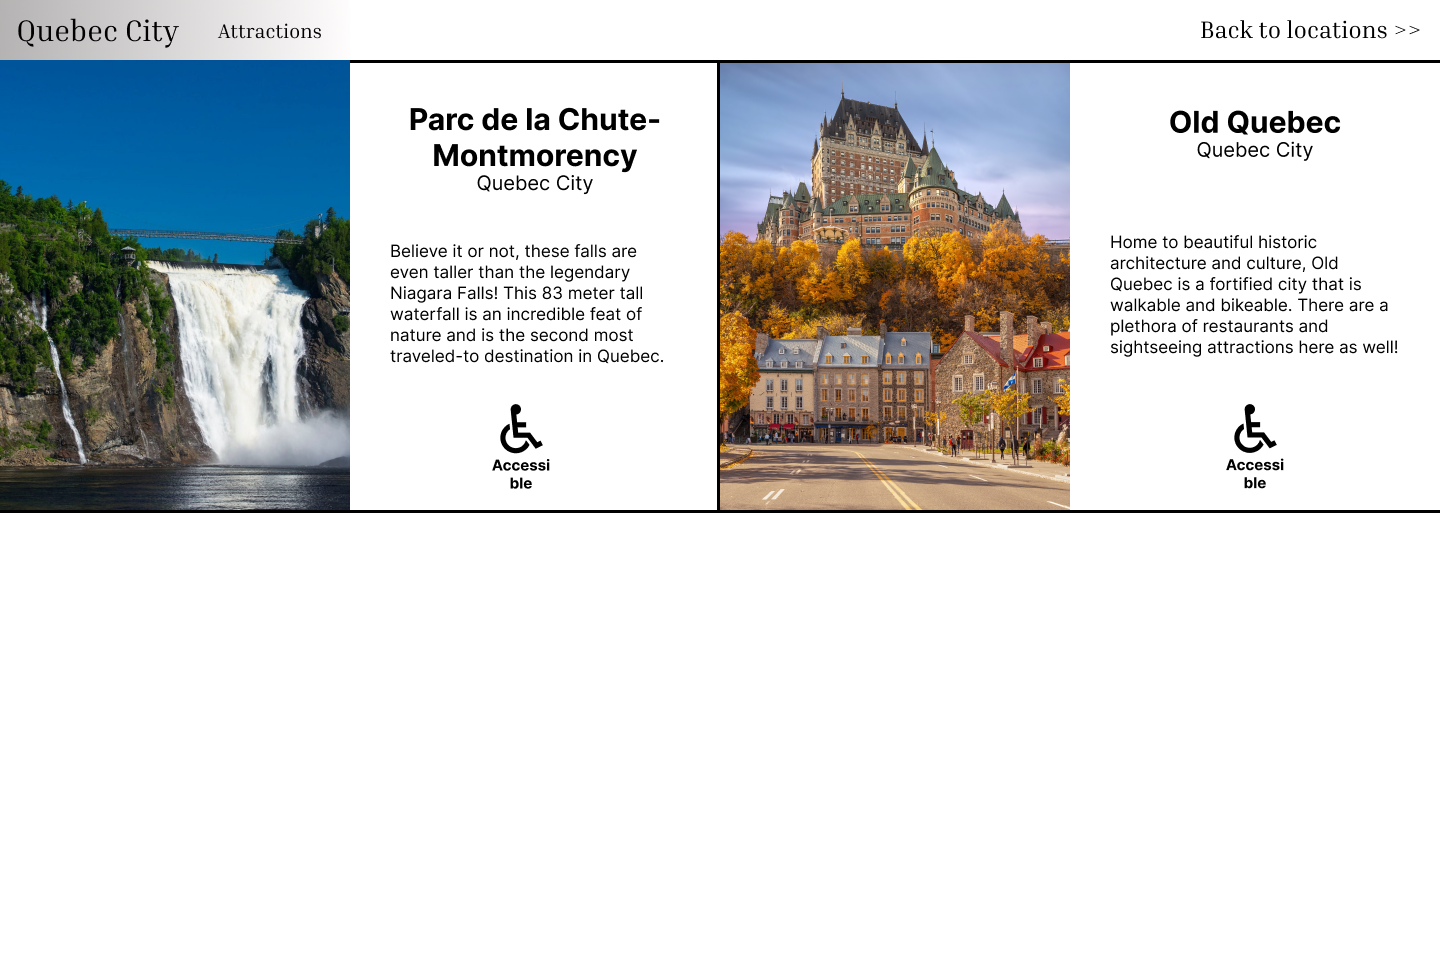 Quebec City
Attractions
Back to locations >>
Parc de la Chute-
Montmorency
Quebec City
Believe it or not, these falls are
even taller than the legendary
Niagara Falls! This 83 meter tall
waterfall is an incredible feat of
nature and is the second most
traveled-to destination in Quebec.
Accessi
ble
Old Quebec
Quebec City
Home to beautiful historic
architecture and culture, Old
Quebec is a fortified city that is
walkable and bikeable. There are a
plethora of restaurants and
sightseeing attractions here as well!
Accessi
ble